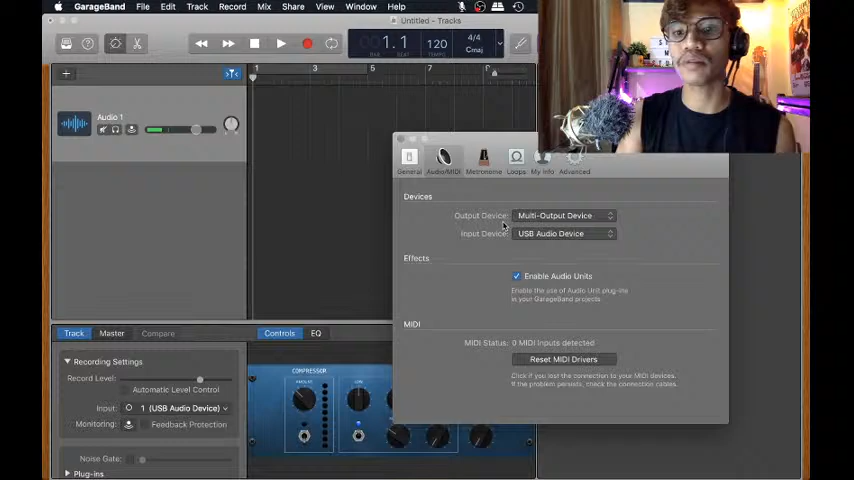 GarageBand File Edit Track Record Mix Share View Window Help
Untitled - Tracks
1.1
120
4/4
Cmaj
1 3 5 7 9
Audio 1
General Audio/MIDI Metronome Loops My Info Advanced
Devices
Output Device: Multi-Output Device
Input Device: USB Audio Device
Effects
Enable Audio Units
Enable the use of Audio Unit plug-ins
in your GarageBand projects.
MIDI
MIDI Status: 0 MIDI Inputs detected
Reset MIDI Drivers
Click if you lost the connection to your MIDI devices.
If the problem persists, check the connection cables.
Track Master Compare Controls EQ
Recording Settings
Record Level:
Automatic Level Control
Input: 1 (USB Audio Device)
Monitoring: Feedback Protection
Noise Gate:
Plug-ins
COMPRESSOR